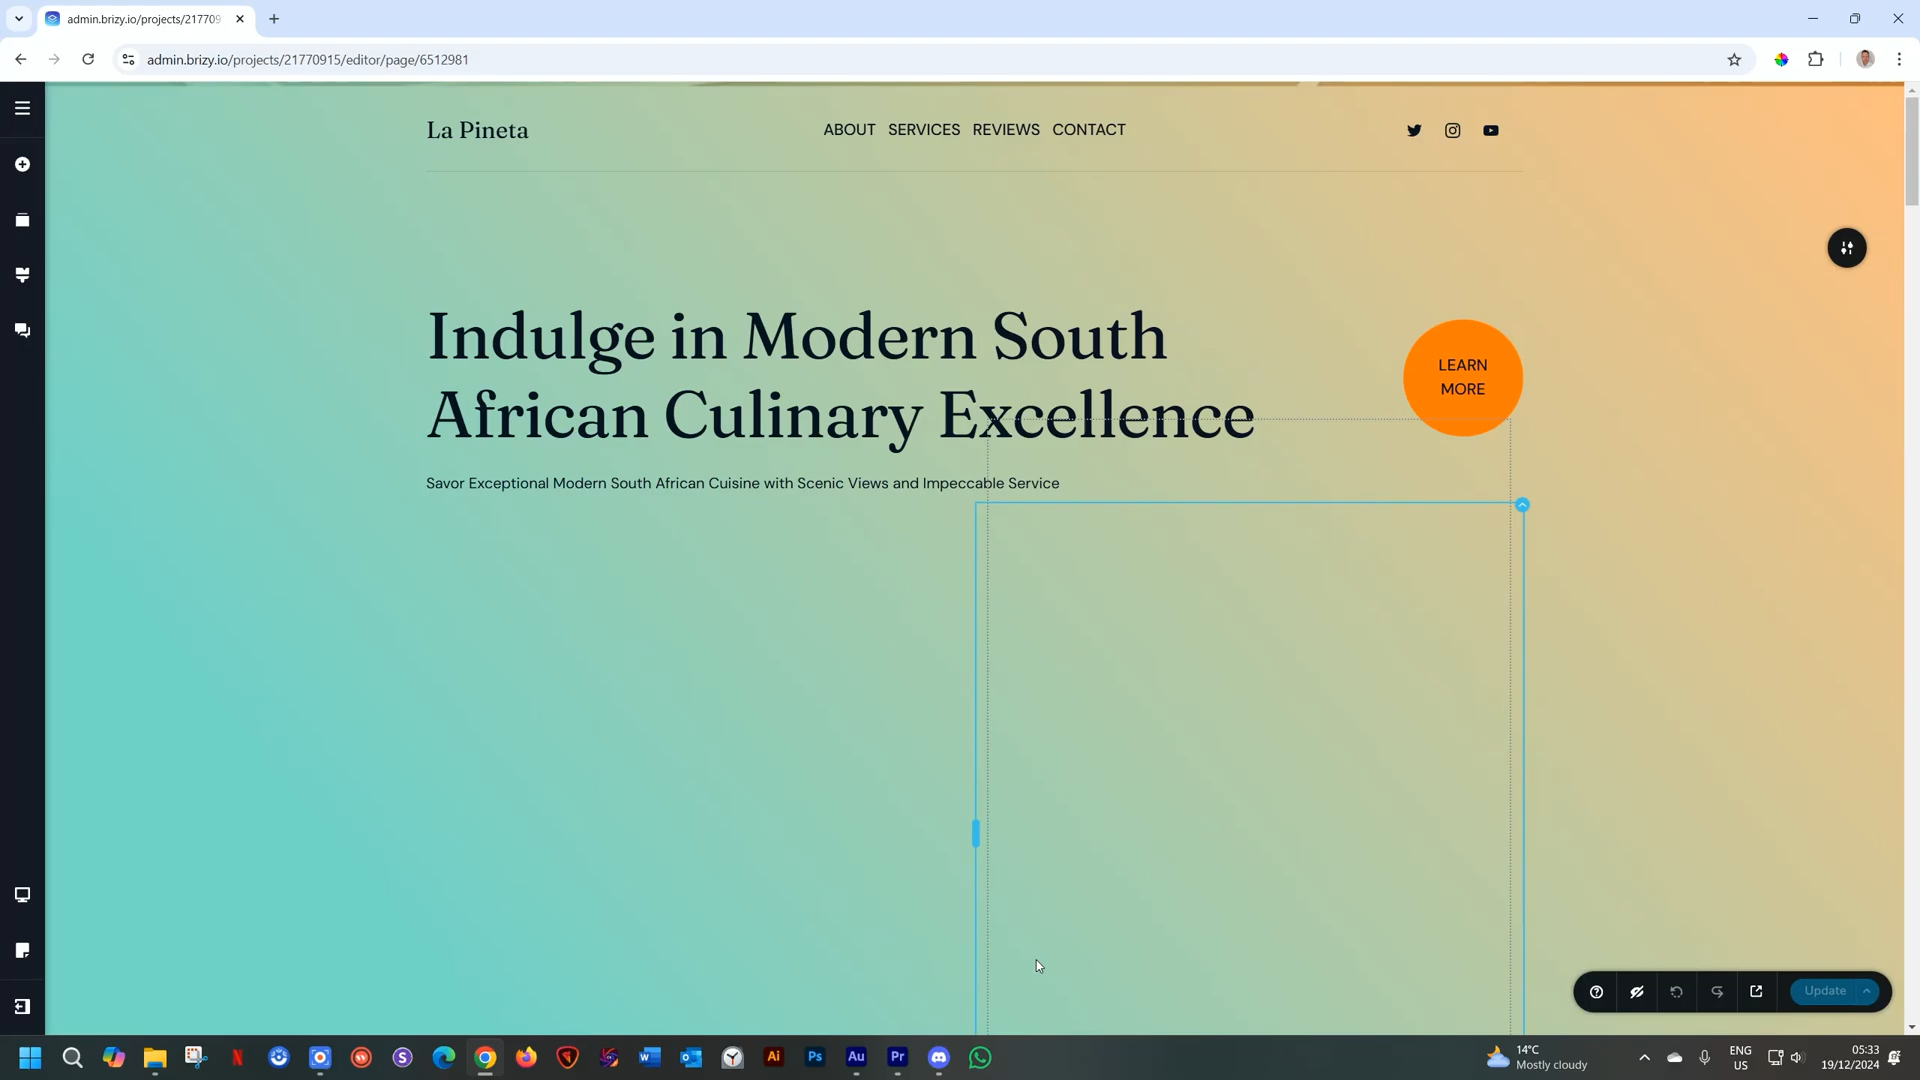 admin.brizy.io/projects/217709
admin.brizy.io/projects/21770915/editor/page/6512981
La Pineta
ABOUT SERVICES REVIEWS CONTACT
Indulge in Modern South
African Culinary Excellence
LEARN
MORE
Savor Exceptional Modern South African Cuisine with Scenic Views and Impeccable Service
Update
14°C
Mostly cloudy
ENG
US
05:33
19/12/2024